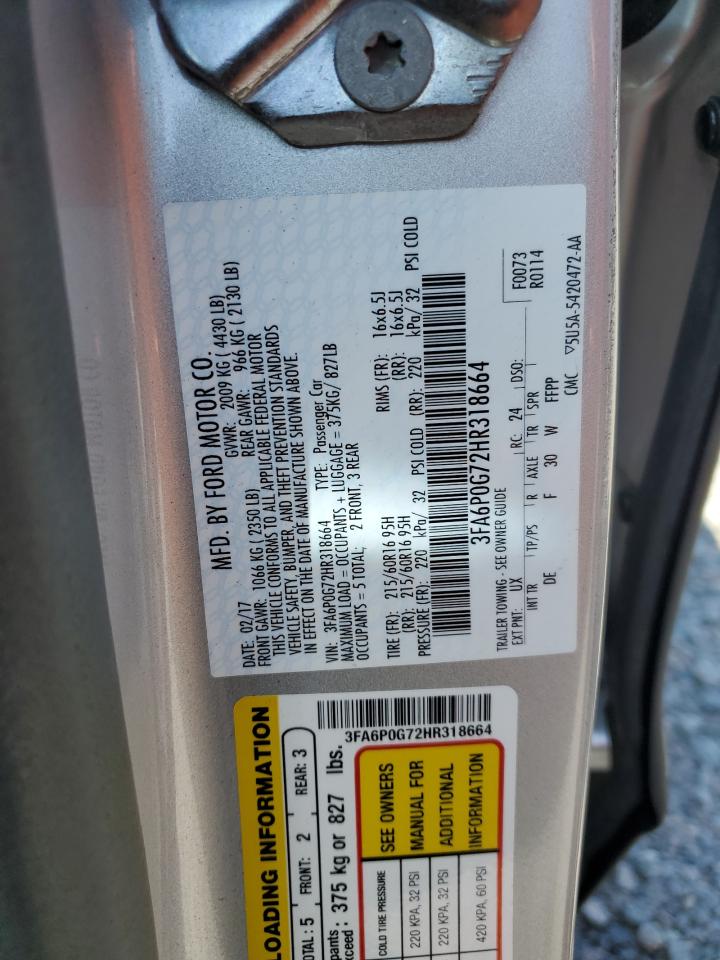 MFD. BY FORD MOTOR CO.
DATE: 02/17 GVWR: 2009 KG ( 4430 LB)
FRONT GAWR: 1066 KG ( 2350 LB) REAR GAWR: 966 KG ( 2130 LB)
THIS VEHICLE CONFORMS TO ALL APPLICABLE FEDERAL MOTOR
VEHICLE SAFETY, BUMPER, AND THEFT PREVENTION STANDARDS
IN EFFECT ON THE DATE OF MANUFACTURE SHOWN ABOVE.
VIN: 3FA6P0G72HR318664 TYPE: Passenger Car
MAXIMUM LOAD = OCCUPANTS + LUGGAGE = 375KG/ 827LB
OCCUPANTS = 5 TOTAL; 2 FRONT, 3 REAR
TIRE (FR): 215/60R16 95H RIMS (FR): 16x6.5J
(RR): 215/60R16 95H (RR): 16x6.5J
PRESSURE (FR): 220 kPa/ 32 PSI COLD (RR): 220 kPa/ 32 PSI COLD
3FA6P0G72HR318664
TRAILER TOWING - SEE OWNER GUIDE F0073
EXT PNT: UX RC: 24 DSO: R0114
INT TR TP/PS R AXLE TR SPR
DE F 30 W FFPP
CMC ▽5U5A-5420472-AA
LOADING INFORMATION
OTAL: 5 FRONT: 2 REAR: 3
pants
xceed : 375 kg or 827 lbs.
3FA6P0G72HR318664
COLD TIRE PRESSURE
220 KPA, 32 PSI
220 KPA, 32 PSI
420 KPA, 60 PSI
SEE OWNERS
MANUAL FOR
ADDITIONAL
INFORMATION